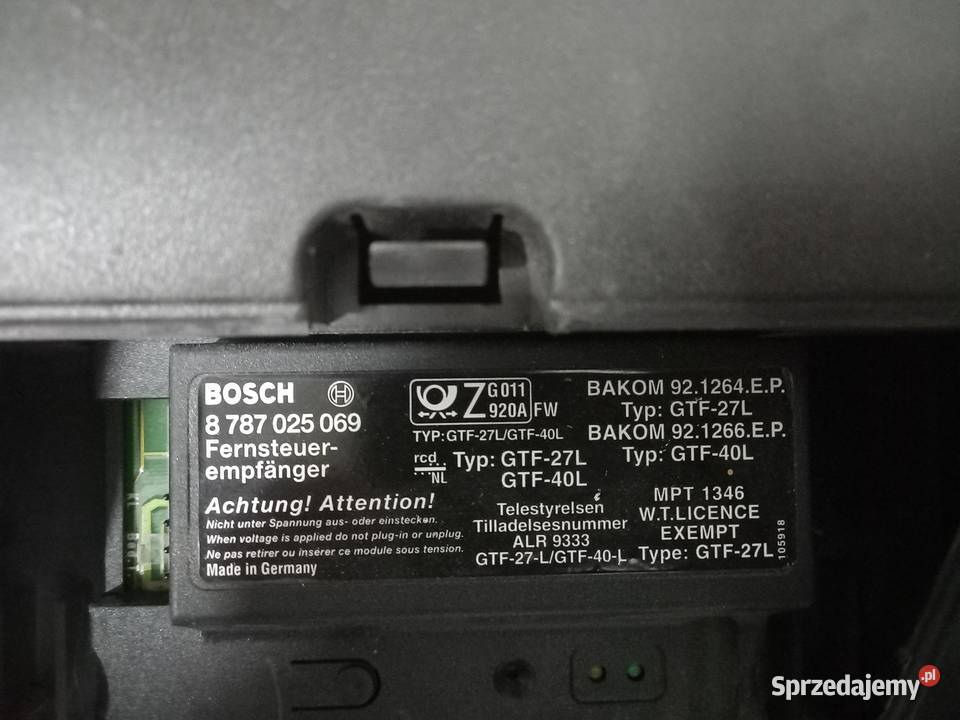 BOSCH
8 787 025 069
Fernsteuer-
empfänger
Achtung! Attention!
Nicht unter Spannung aus- oder einstecken.
When voltage is applied do not plug-in or unplug.
Ne pas retirer ou insérer ce module sous tension.
Made in Germany
Z G011
920A FW
TYP: GTF-27L/GTF-40L
rcd NL Typ: GTF-27L
GTF-40L
Telestyrelsen
Tilladelsesnummer
ALR 9333
GTF-27-L/GTF-40-L
BAKOM 92.1264.E.P.
Typ: GTF-27L
BAKOM 92.1266.E.P.
Typ: GTF-40L
MPT 1346
W.T.LICENCE
EXEMPT
Type: GTF-27L
105918
Sprzedajemy.pl